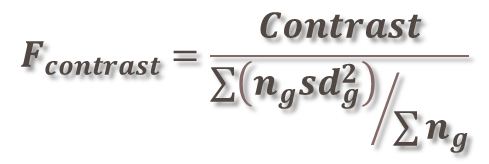 F_contrast = Contrast / (∑(n_g sd_g^2) / ∑n_g)